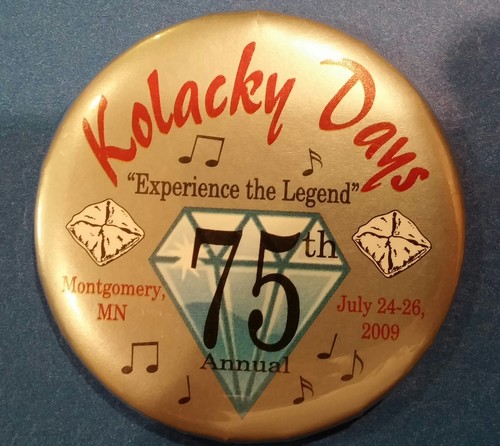 Kolacky Days
"Experience the Legend"
75th
Annual
Montgomery,
MN
July 24-26,
2009